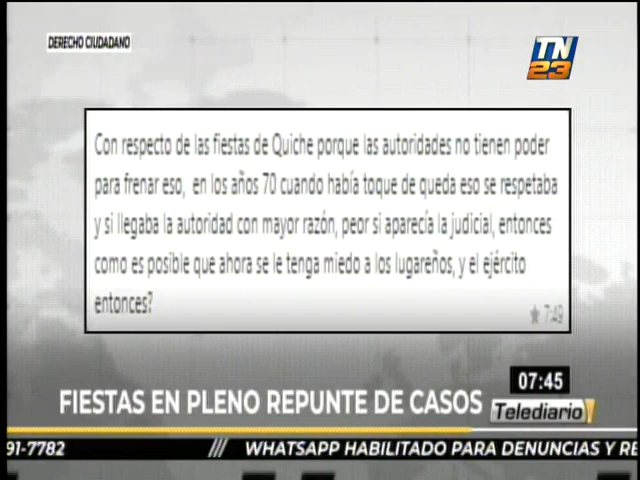 DERECHO CIUDADANO
TN
23
Con respecto de las fiestas de Quiche porque las autoridades no tienen poder
para frenar eso, en los años 70 cuando había toque de queda eso se respetaba
y si llegaba la autoridad con mayor razón, peor si aparecía la judicial, entonces
como es posible que ahora se le tenga miedo a los lugareños, y el ejército
entonces?
7:49
07:45
FIESTAS EN PLENO REPUNTE DE CASOS
Telediario
91-7782 /// WHATSAPP HABILITADO PARA DENUNCIAS Y RE